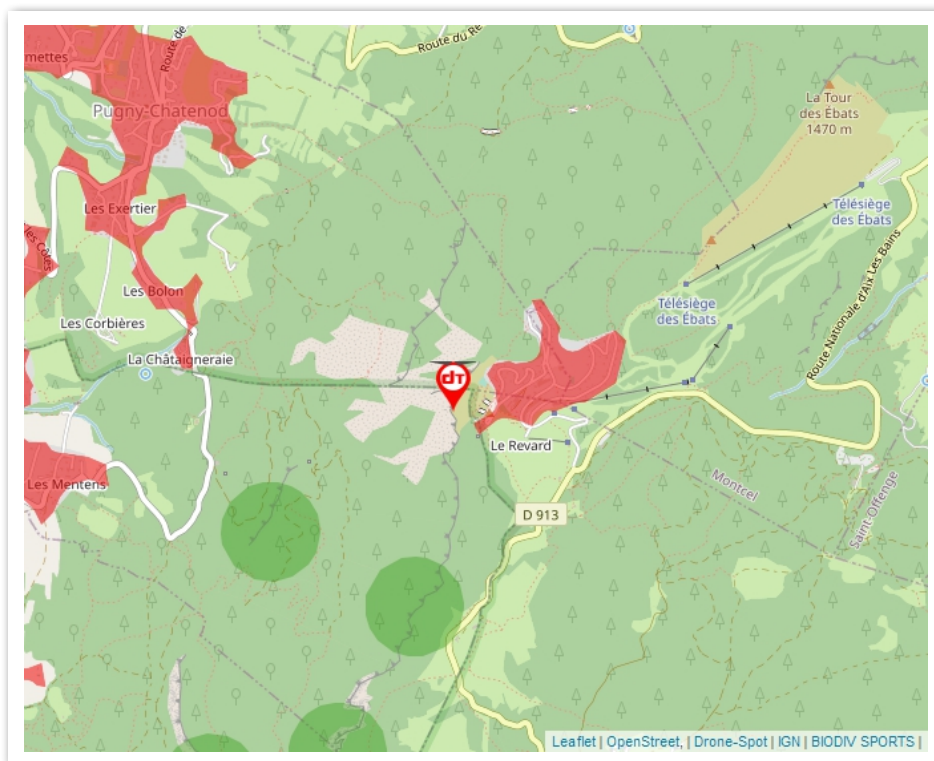 Route du Re
Route de
mettes
Pugny-Chatenod
La Tour
des Ébats
1470 m
Les Exertier
Télésiège
des Ébats
les Côtes
Route Nationale d'Aix Les Bains
Les Bolon
Télésiège
des Ébats
Les Corbières
La Châtaigneraie
dT
Le Revard
Les Mentens
Montcel
Saint-Offenge
D 913
Leaflet | OpenStreet, | Drone-Spot | IGN | BIODIV SPORTS |